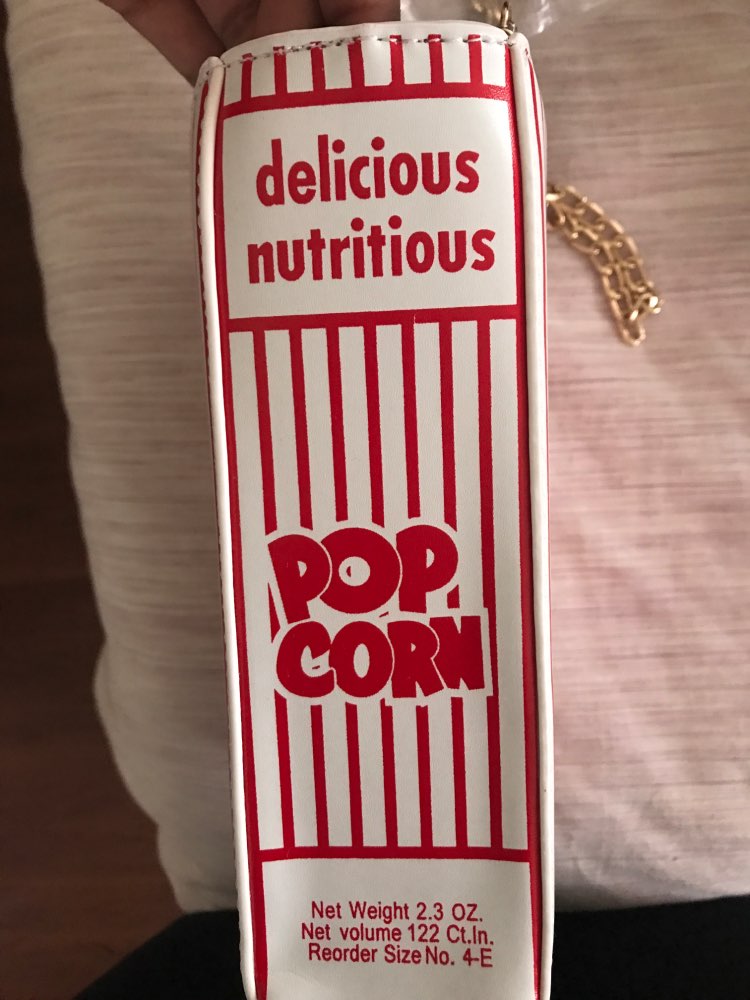 delicious
nutritious
POP
CORN
Net Weight 2.3 OZ.
Net volume 122 Ct.In.
Reorder Size No. 4-E